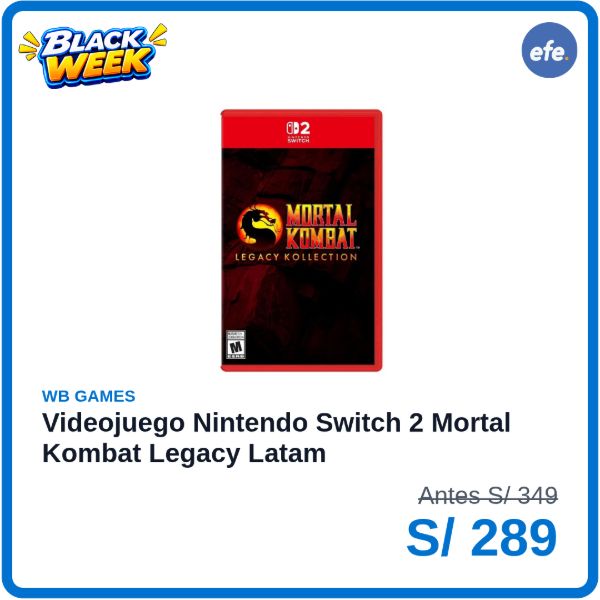 BLACK
WEEK
efe.
2
NINTENDO
SWITCH
MORTAL
KOMBAT
LEGACY KOLLECTION
M
ESRB
WB GAMES
Videojuego Nintendo Switch 2 Mortal
Kombat Legacy Latam
Antes S/ 349
S/ 289